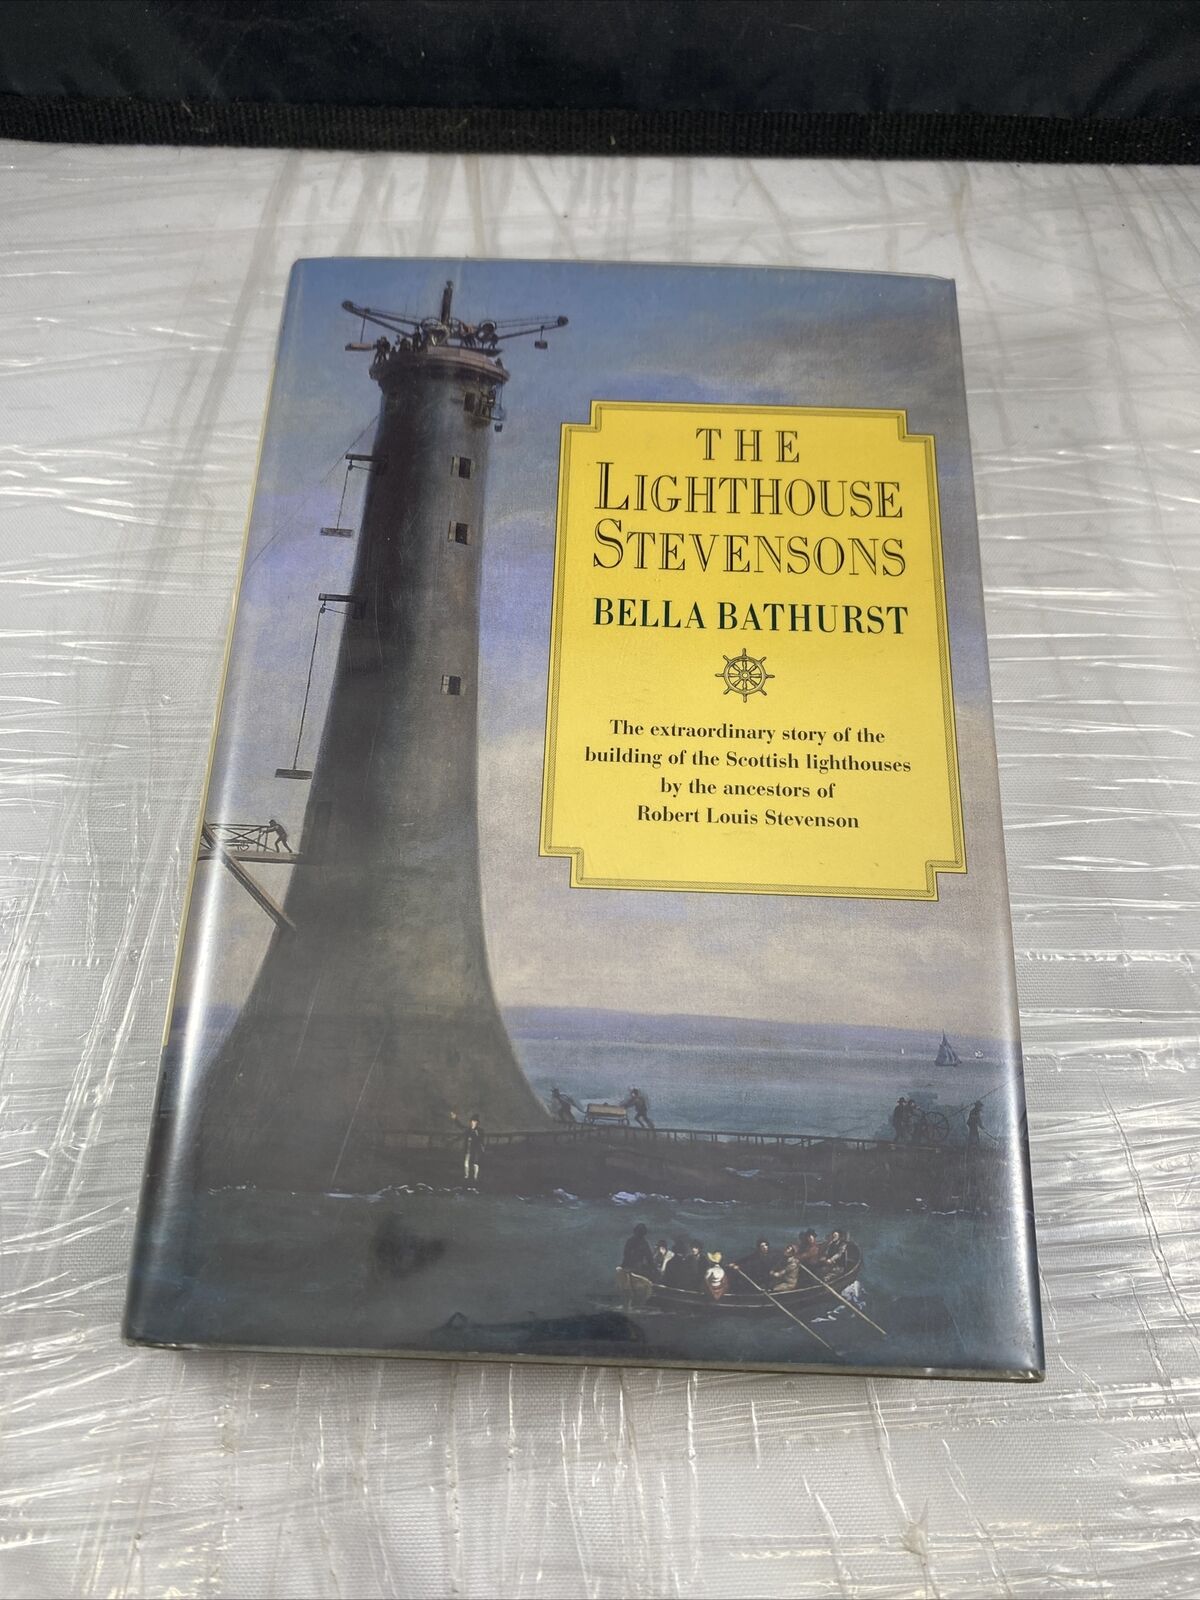 THE
LIGHTHOUSE
STEVENSONS
BELLA BATHURST
The extraordinary story of the
building of the Scottish lighthouses
by the ancestors of
Robert Louis Stevenson